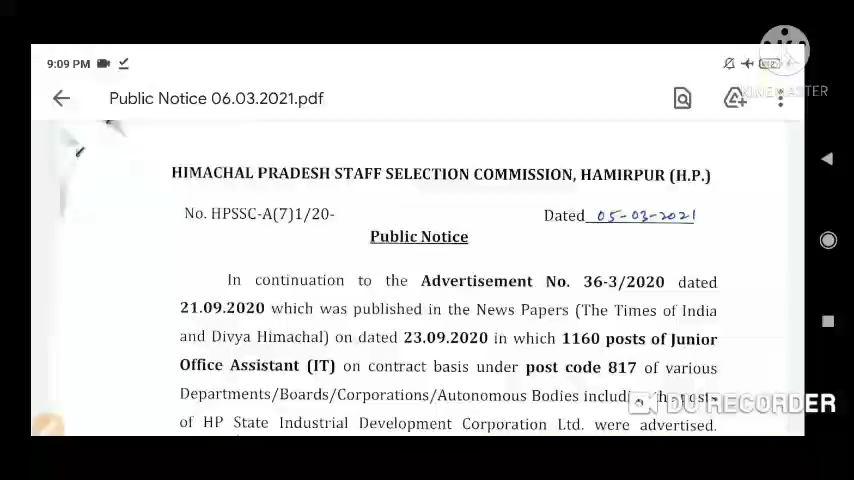 9:09 PM
Public Notice 06.03.2021.pdf
KINEMASTER
HIMACHAL PRADESH STAFF SELECTION COMMISSION, HAMIRPUR (H.P.)
No. HPSSC-A(7)1/20- Dated 05-03-2021
Public Notice
In continuation to the Advertisement No. 36-3/2020 dated
21.09.2020 which was published in the News Papers (The Times of India
and Divya Himachal) on dated 23.09.2020 in which 1160 posts of Junior
Office Assistant (IT) on contract basis under post code 817 of various
Departments/Boards/Corporations/Autonomous Bodies including the posts
of HP State Industrial Development Corporation Ltd. were advertised.
DU RECORDER